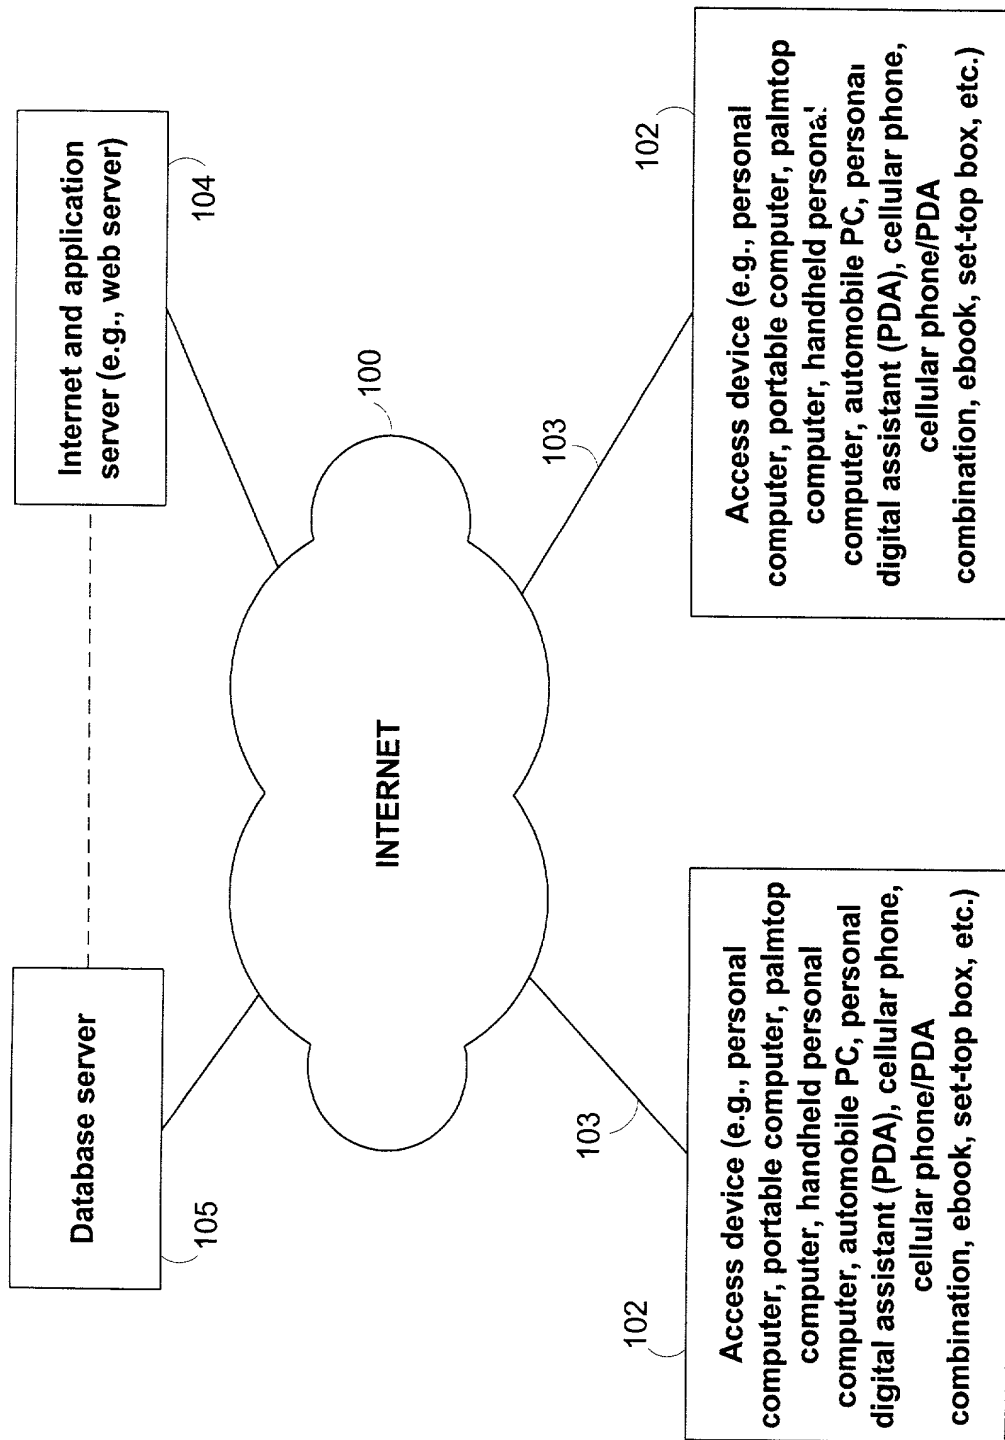 Database server
105
Internet and application
server (e.g., web server)
104
100
INTERNET
103
103
102
Access device (e.g., personal
computer, portable computer, palmtop
computer, handheld personal
computer, automobile PC, personal
digital assistant (PDA), cellular phone,
cellular phone/PDA
combination, ebook, set-top box, etc.)
102
Access device (e.g., personal
computer, portable computer, palmtop
computer, handheld personal
computer, automobile PC, personal
digital assistant (PDA), cellular phone,
cellular phone/PDA
combination, ebook, set-top box, etc.)